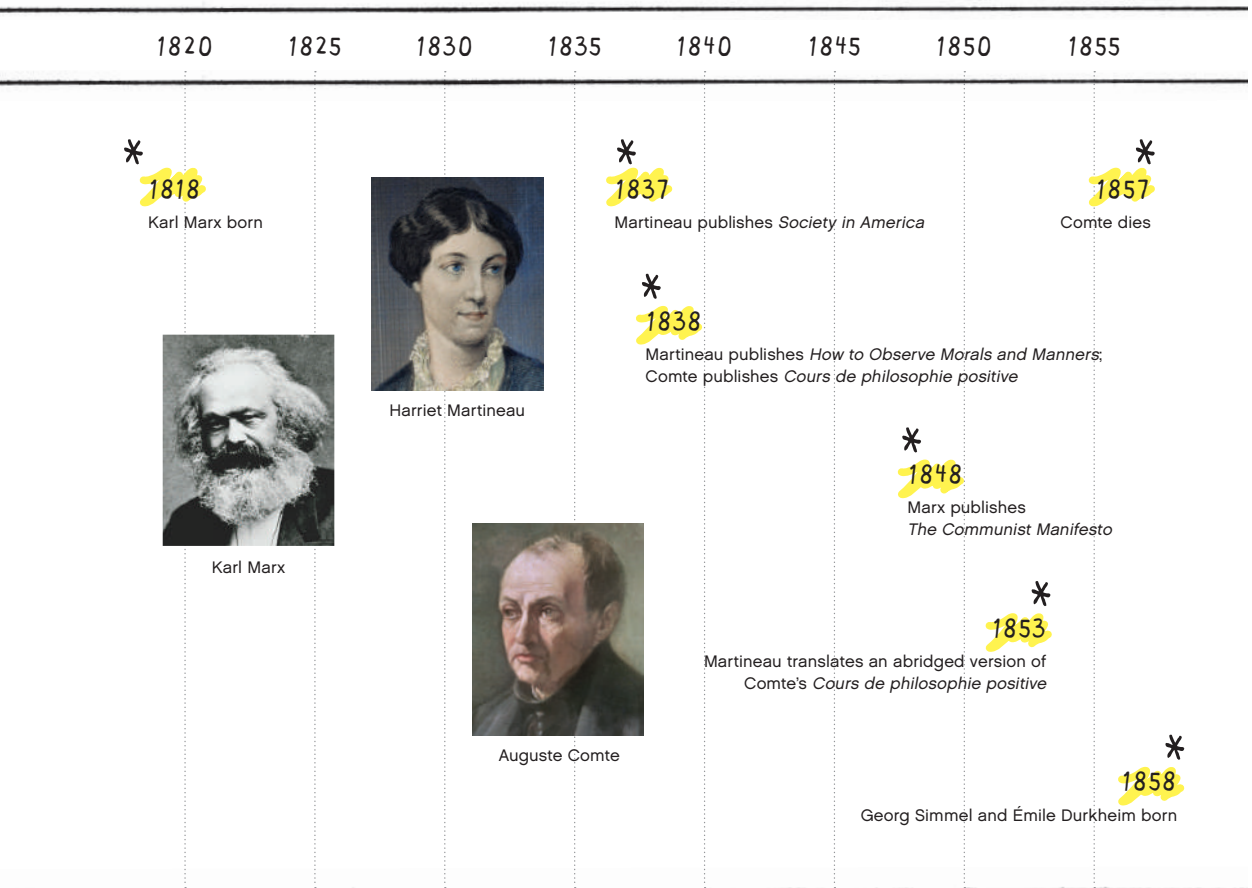 1820 1825 1830 1835 1840 1845 1850 1855
1818
Karl Marx born
1837
Martineau publishes Society in America
1857
Comte dies
1838
Martineau publishes How to Observe Morals and Manners;
Comte publishes Cours de philosophie positive
Harriet Martineau
1848
Marx publishes
The Communist Manifesto
Karl Marx
1853
Martineau translates an abridged version of
Comte’s Cours de philosophie positive
Auguste Comte
1858
Georg Simmel and Émile Durkheim born